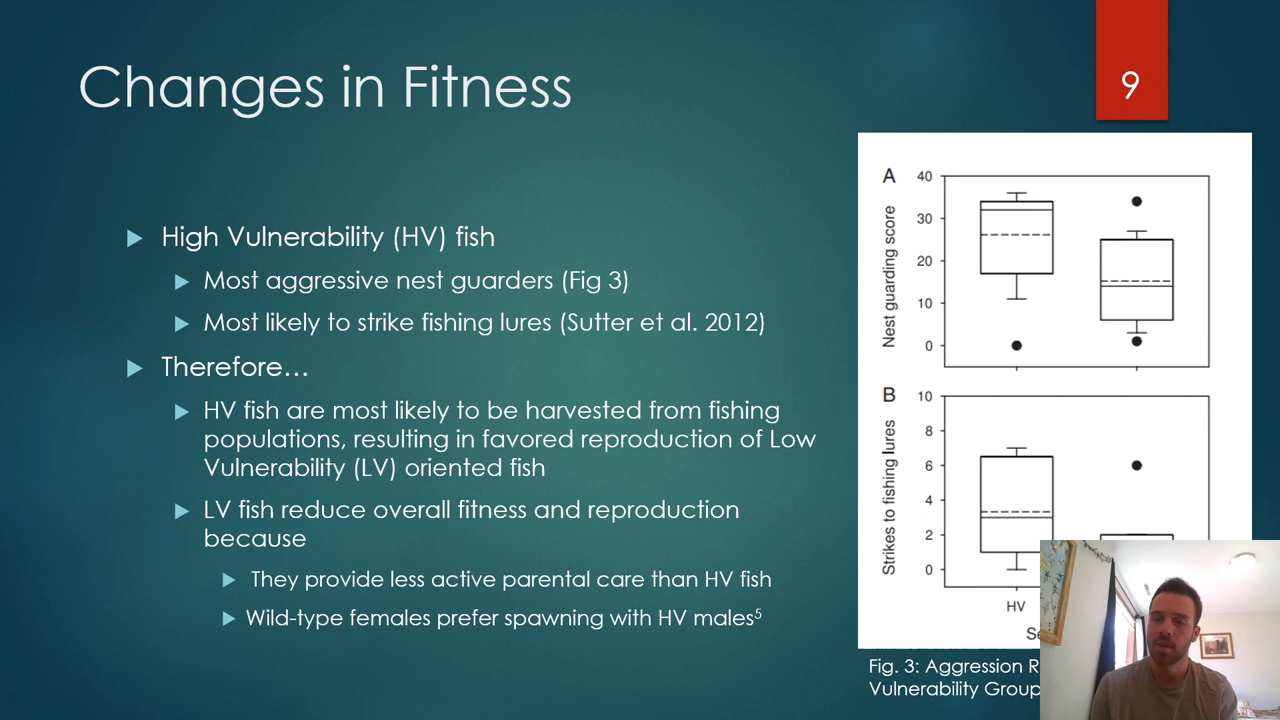 Changes in Fitness
9
High Vulnerability (HV) fish
Most aggressive nest guarders (Fig 3)
Most likely to strike fishing lures (Sutter et al. 2012)
Therefore…
HV fish are most likely to be harvested from fishing
populations, resulting in favored reproduction of Low
Vulnerability (LV) oriented fish
LV fish reduce overall fitness and reproduction
because
They provide less active parental care than HV fish
Wild-type females prefer spawning with HV males5
A
Nest guarding score
40
30
20
10
0
B
Strikes to fishing lures
10
8
6
4
2
0
HV
Fig. 3: Aggression
Vulnerability Group